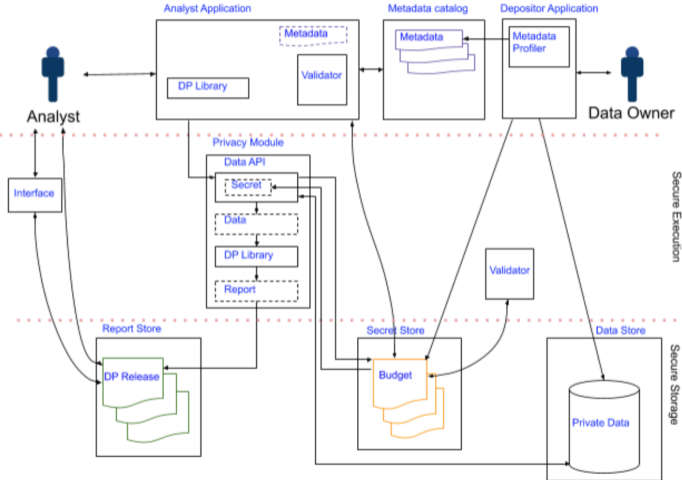 Analyst Application
Metadata catalog
Depositor Application
Metadata
Metadata
Metadata
Profiler
Validator
DP Library
Analyst
Data Owner
Privacy Module
Data API
Secret
Interface
Data
DP Library
Report
Validator
Secure Execution
Report Store
Secret Store
Data Store
DP Release
Budget
Private Data
Secure Storage